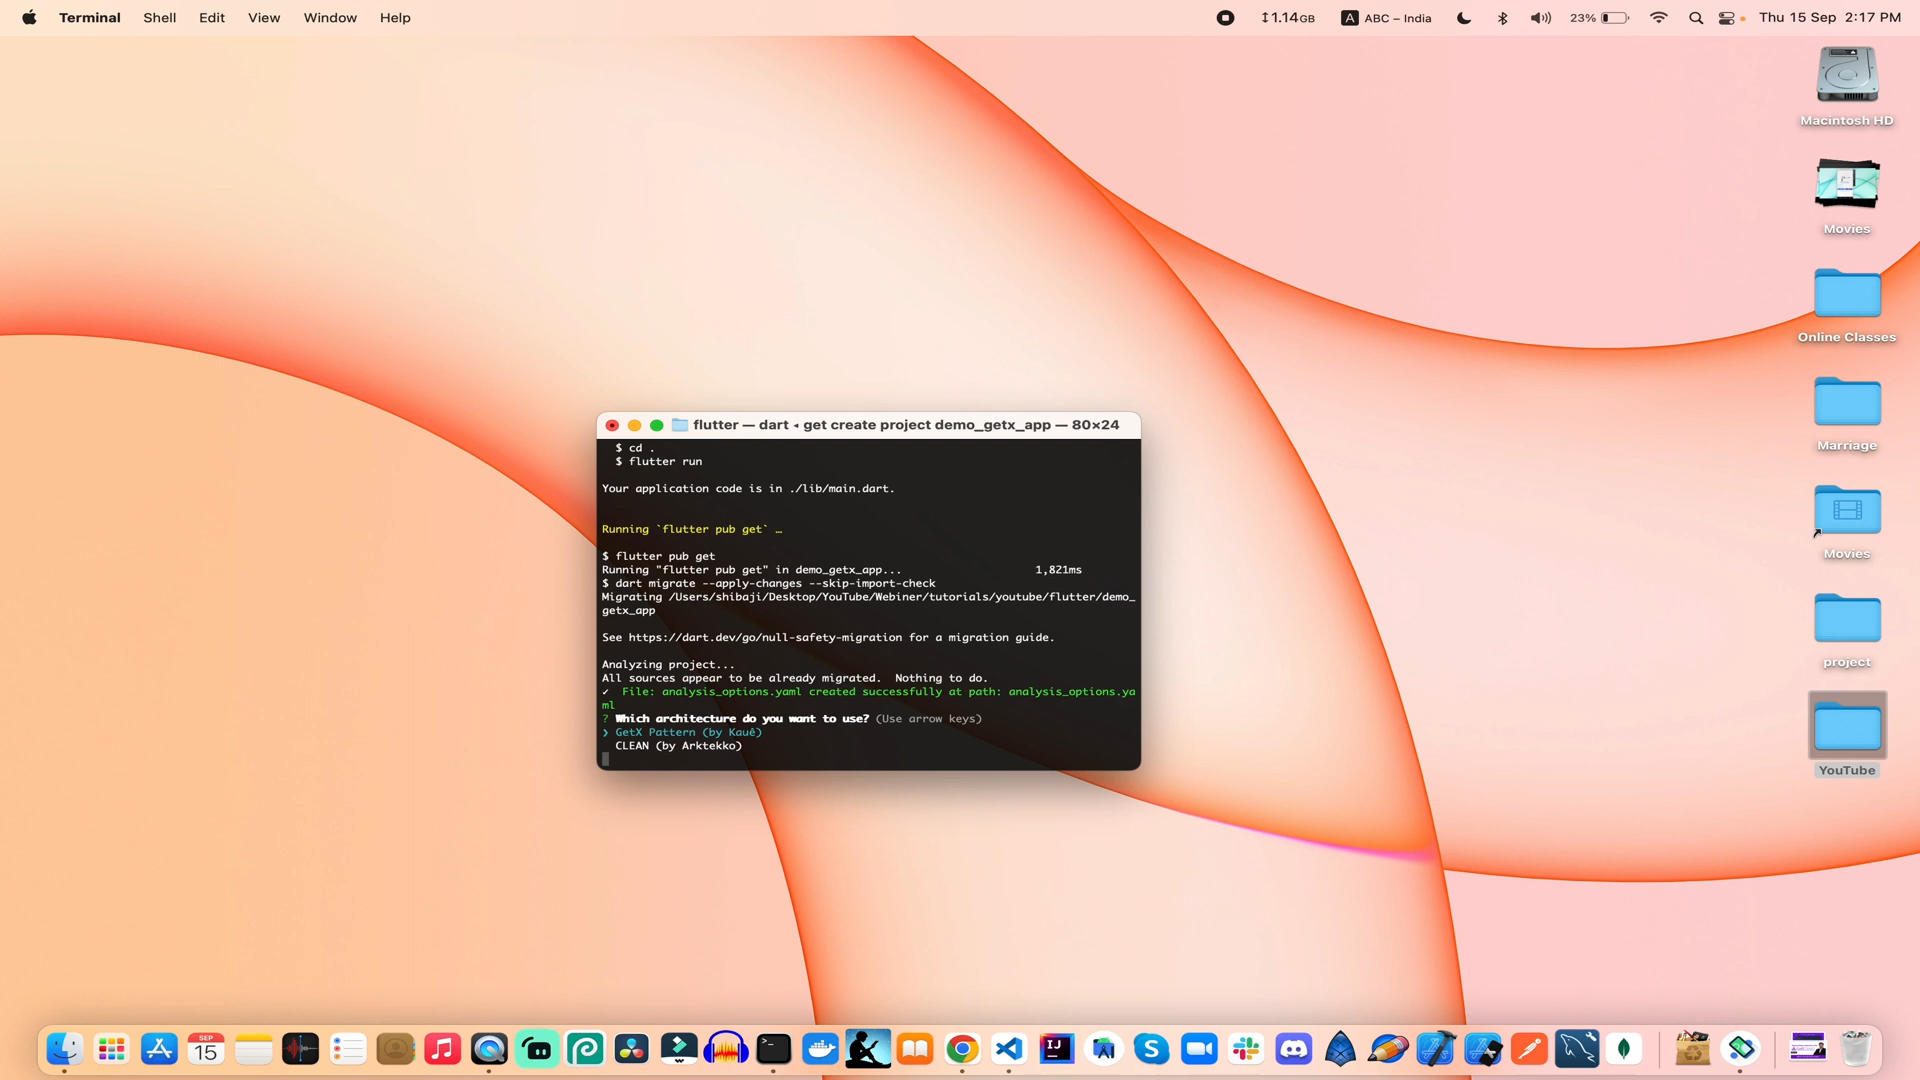 Terminal Shell Edit View Window Help 1.14GB A ABC – India 23% Thu 15 Sep 2:17 PM
Macintosh HD
Movies
Online Classes
Marriage
Movies
project
YouTube
flutter — dart ◂ get create project demo_getx_app — 80×24
$ cd .
$ flutter run
Your application code is in ./lib/main.dart.
Running `flutter pub get` …
$ flutter pub get
Running "flutter pub get" in demo_getx_app... 1,821ms
$ dart migrate --apply-changes --skip-import-check
Migrating /Users/shibaji/Desktop/YouTube/Webiner/tutorials/youtube/flutter/demo_
getx_app
See https://dart.dev/go/null-safety-migration for a migration guide.
Analyzing project...
All sources appear to be already migrated. Nothing to do.
✓ File: analysis_options.yaml created successfully at path: analysis_options.ya
ml
? Which architecture do you want to use? (Use arrow keys)
❯ GetX Pattern (by Kauê)
CLEAN (by Arktekko)
SEP
15
>_
IJ